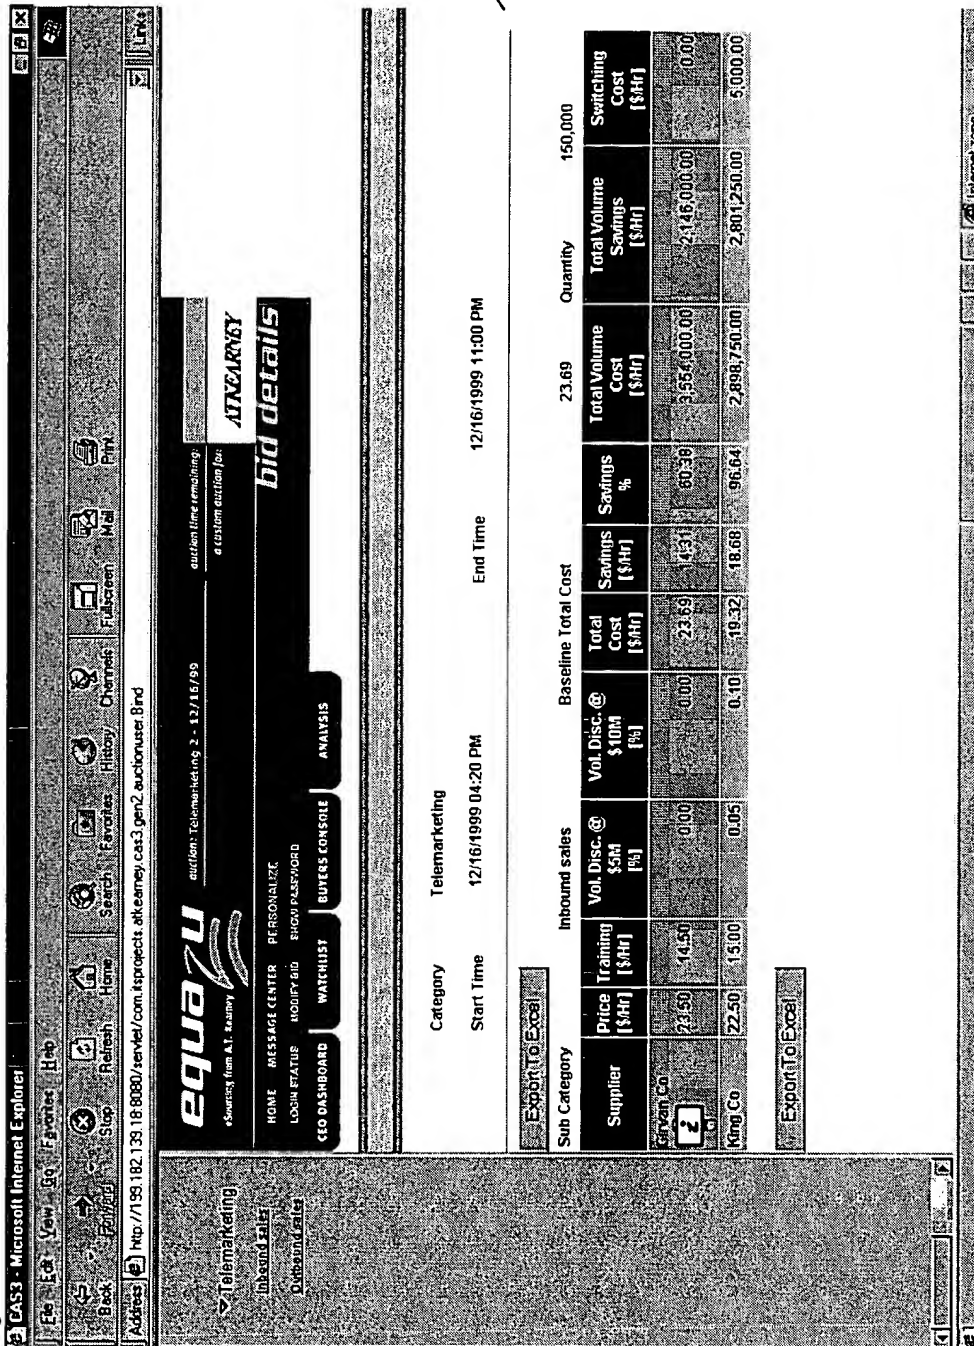 CAS3 - Microsoft Internet Explorer
File Edit View Go Favorites Help
Back Forward Stop Refresh Home Search Favorites History Channels Fullscreen Mail Print
Address http://199.182.139.18:8080/servlet/com.itsprojects.atkearney.cas3.gen2.auctionuser.Bind Links
equazu
eSourcing from A.T. Kearney
auction: Telemarketing 2 - 12/16/99
auction time remaining:
a custom auction for:
ATKEARNEY
HOME MESSAGE CENTER PERSONALIZE
LOGIN STATUS MODIFY BID SHOW PASSWORD
bid details
CEO DASHBOARD WATCHLIST BUYERS CONSOLE ANALYSIS
Telemarketing
Inbound sales
Outbound sales
Category Telemarketing
Start Time 12/16/1999 04:20 PM End Time 12/16/1999 11:00 PM
Export To Excel
Sub Category Inbound sales Baseline Total Cost 23.69 Quantity 150,000
Supplier Price [$/Hr] Training [$/Hr] Vol. Disc. @ $5M [%] Vol. Disc. @ $10M [%] Total Cost [$/Hr] Savings [$/Hr] Savings % Total Volume Cost [$/Hr] Total Volume Savings [$/Hr] Switching Cost [$/Hr]
Girvan Co 23.50 14.50 0.00 0.00 23.69 14.31 60.38 3,554,000.00 2,146,000.00 0.00
King Co 22.50 15.00 0.05 0.10 19.32 18.68 96.64 2,898,750.00 2,801,250.00 5,000.00
Export To Excel
Internet zone